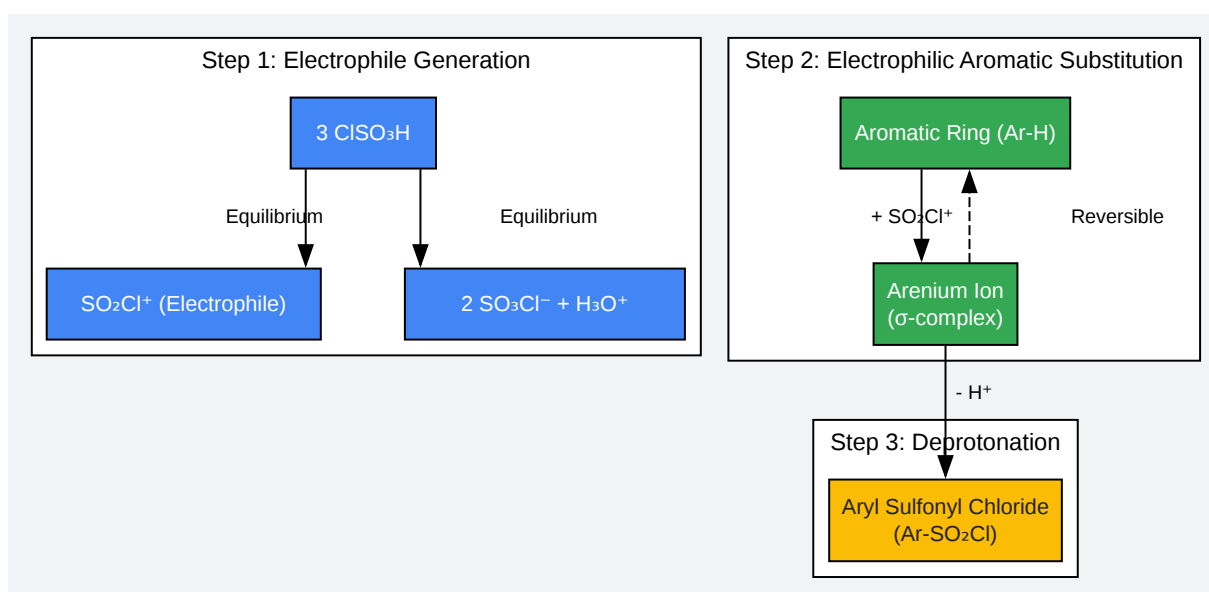 Step 1: Electrophile Generation
3 ClSO₃H
Equilibrium
Equilibrium
SO₂Cl⁺ (Electrophile)
2 SO₃Cl⁻ + H₃O⁺
Step 2: Electrophilic Aromatic Substitution
Aromatic Ring (Ar-H)
+ SO₂Cl⁺
Reversible
Arenium Ion
(σ-complex)
- H⁺
Step 3: Deprotonation
Aryl Sulfonyl Chloride
(Ar-SO₂Cl)